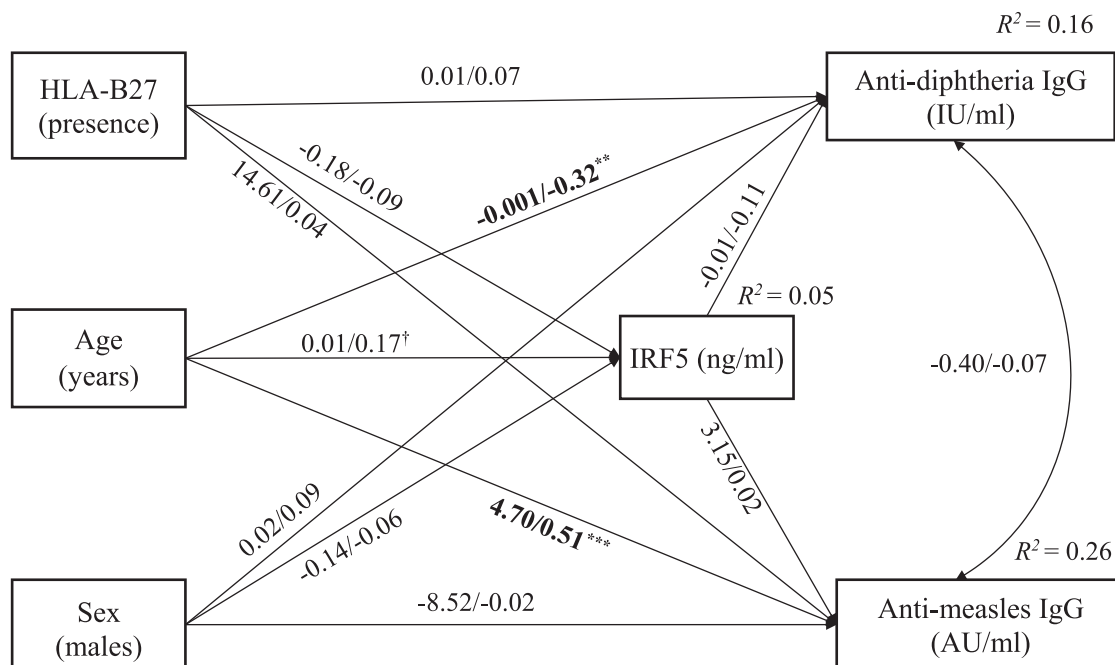 R² = 0.16
HLA-B27
(presence)
0.01/0.07
Anti-diphtheria IgG
(IU/ml)
-0.18/-0.09
14.61/0.04
-0.001/-0.32**
-0.01/-0.11
R² = 0.05
Age
(years)
0.01/0.17†
IRF5 (ng/ml)
-0.40/-0.07
3.15/0.02
0.02/0.09
-0.14/-0.06
4.70/0.51***
R² = 0.26
Sex
(males)
-8.52/-0.02
Anti-measles IgG
(AU/ml)